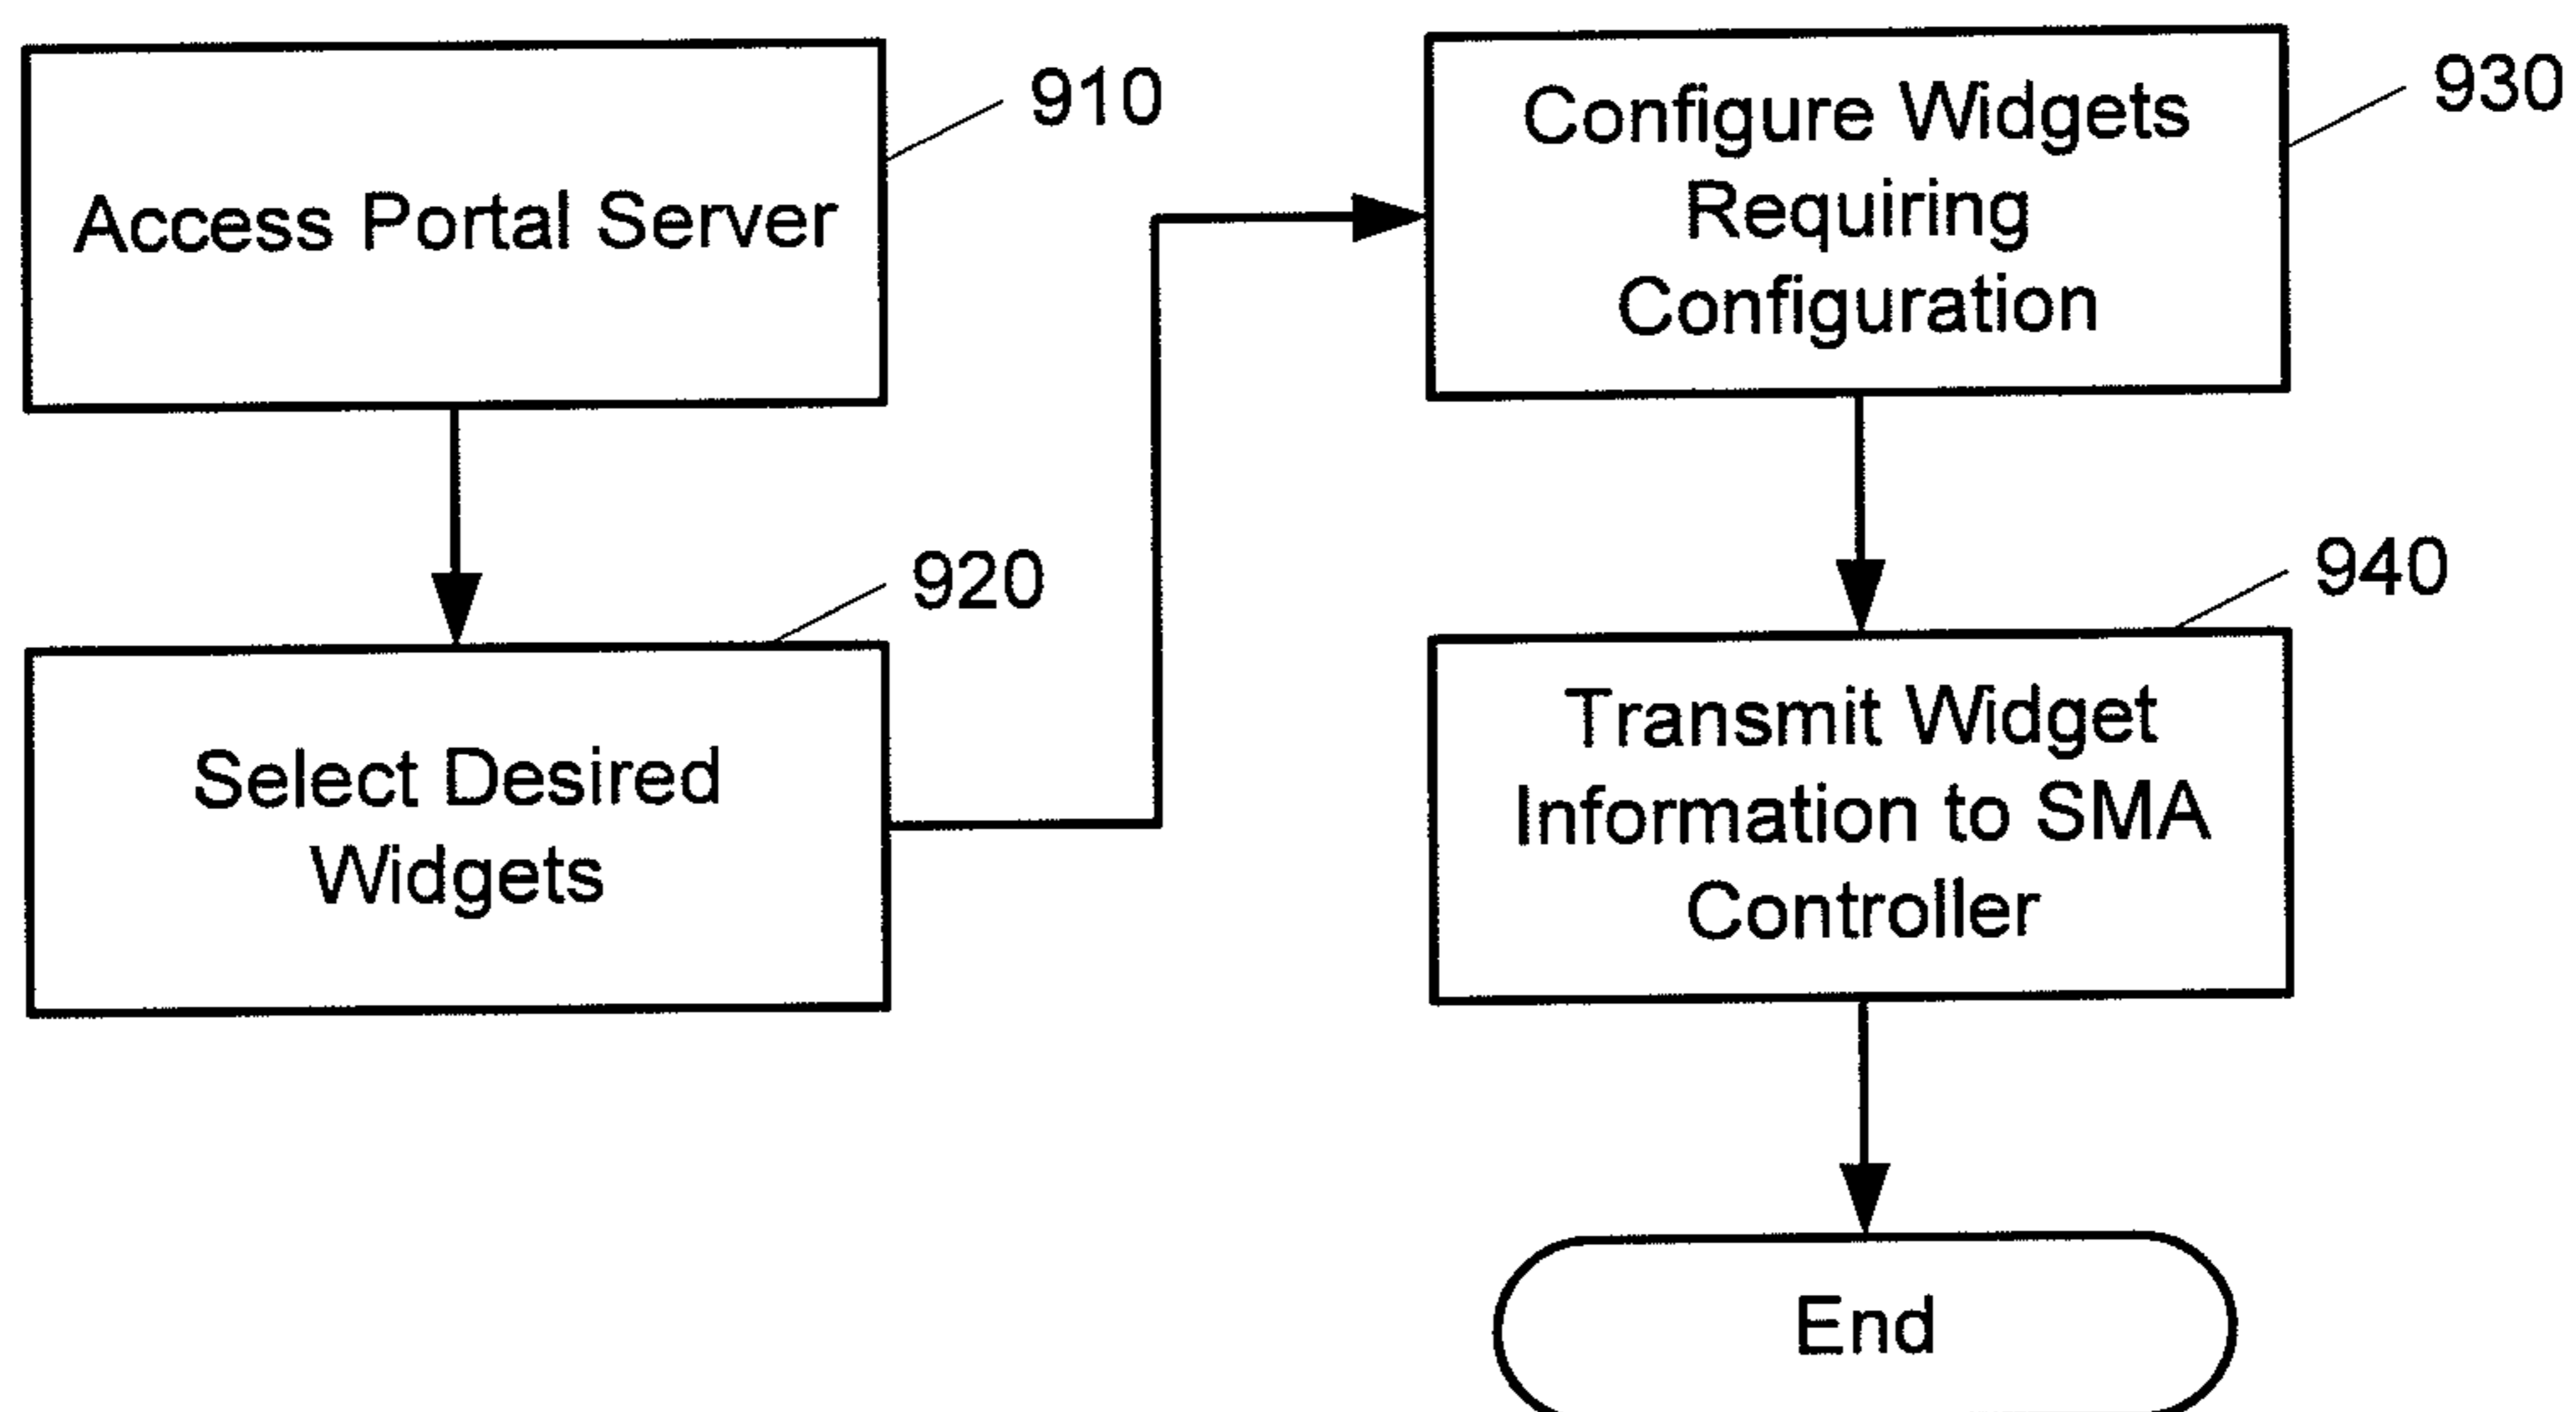 Access Portal Server
910
Select Desired
Widgets
920
Configure Widgets
Requiring
Configuration
930
Transmit Widget
Information to SMA
Controller
940
End